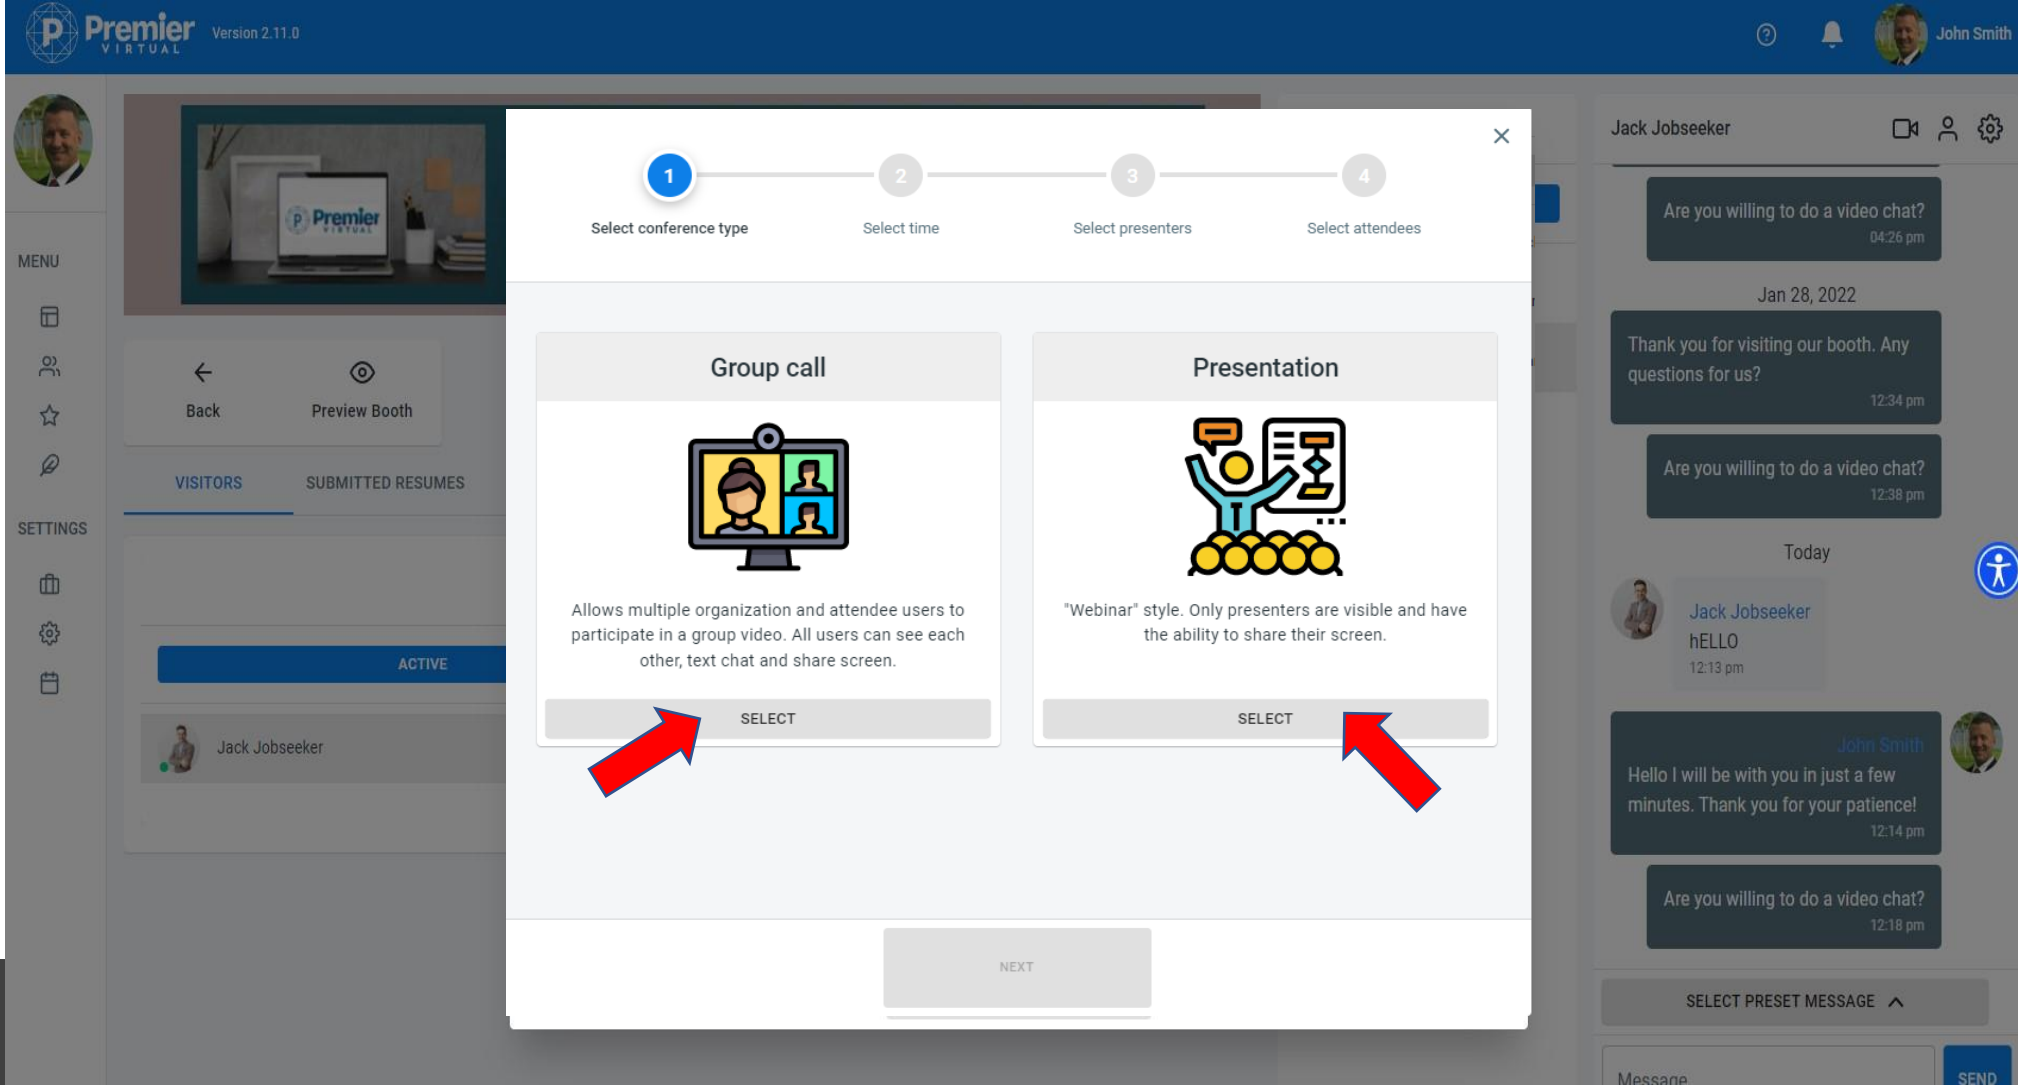 Premier
VIRTUAL
Version 2.11.0
John Smith
MENU
SETTINGS
Premier
VIRTUAL
Back
Preview Booth
VISITORS
SUBMITTED RESUMES
ACTIVE
Jack Jobseeker
1
2
3
4
Select conference type
Select time
Select presenters
Select attendees
Group call
Allows multiple organization and attendee users to
participate in a group video. All users can see each
other, text chat and share screen.
SELECT
Presentation
"Webinar" style. Only presenters are visible and have
the ability to share their screen.
SELECT
NEXT
Jack Jobseeker
Are you willing to do a video chat?
04:26 pm
Jan 28, 2022
Thank you for visiting our booth. Any
questions for us?
12:34 pm
Are you willing to do a video chat?
12:38 pm
Today
Jack Jobseeker
hELLO
12:13 pm
John Smith
Hello I will be with you in just a few
minutes. Thank you for your patience!
12:14 pm
Are you willing to do a video chat?
12:18 pm
SELECT PRESET MESSAGE
Message
SEND